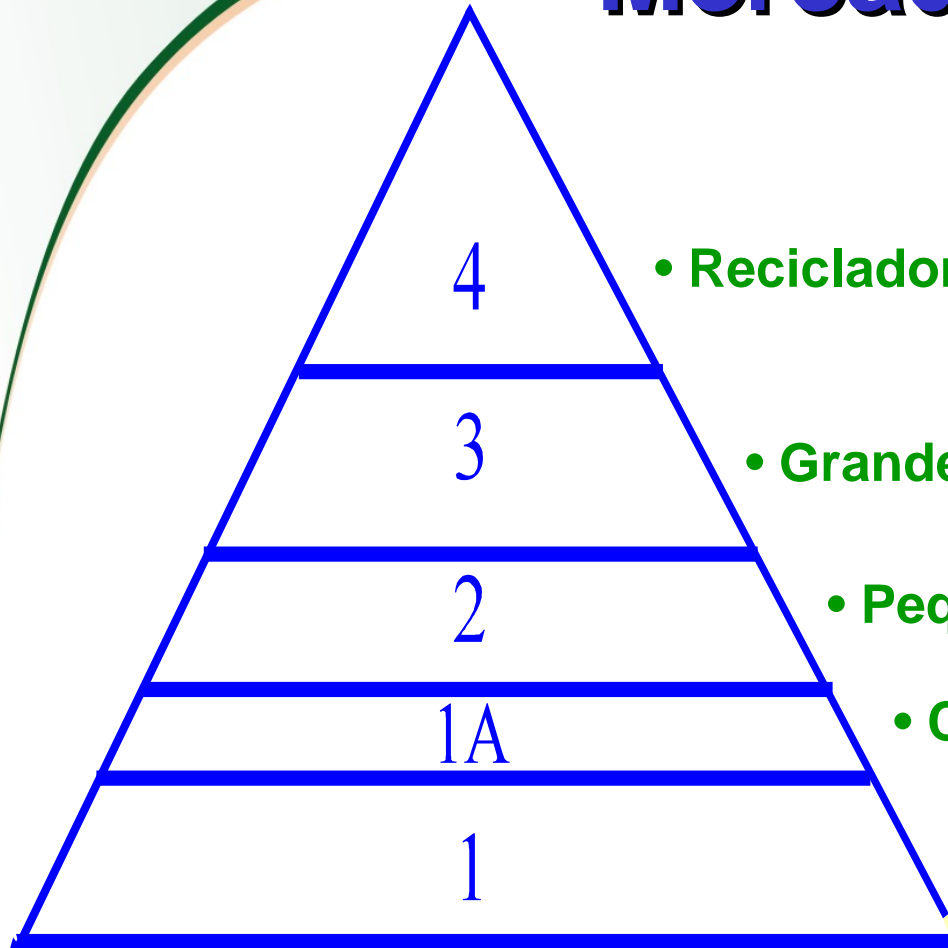 4
• Reciclador
3
• Grande
2
• Peq
1A
• C
1